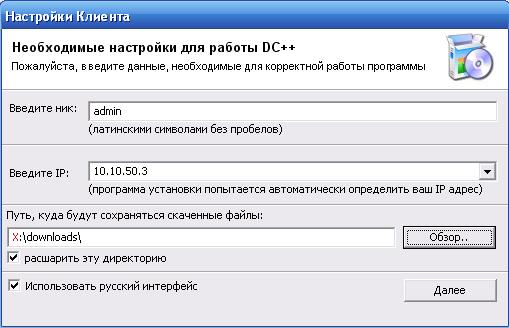 Настройки Клиента
Необходимые настройки для работы DC++
Пожалуйста, введите данные, необходимые для корректной работы программы
Введите ник: admin
(латинскими символами без пробелов)
Введите IP: 10.10.50.3
(программа установки попытается автоматически определить ваш IP адрес)
Путь, куда будут сохраняться скаченные файлы:
X:\downloads\ Обзор..
расшарить эту директорию
Использовать русский интерфейс Далее